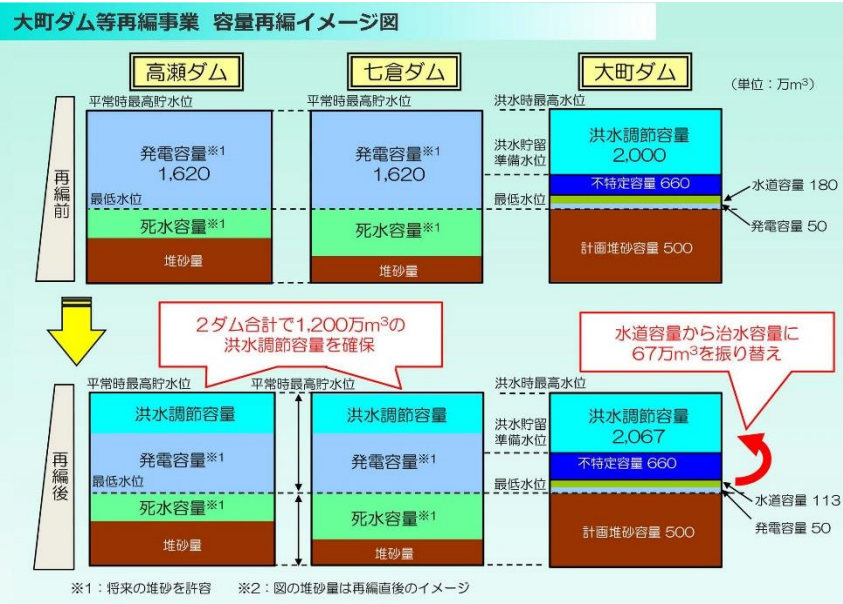 大町ダム等再編事業 容量再編イメージ図
高瀬ダム
七倉ダム
大町ダム
(単位:万m³)
再編前
平常時最高貯水位
発電容量※1
1,620
最低水位
死水容量※1
堆砂量
平常時最高貯水位
発電容量※1
1,620
死水容量※1
堆砂量
洪水時最高水位
洪水貯留
準備水位
最低水位
洪水調節容量
2,000
不特定容量 660
水道容量 180
発電容量 50
計画堆砂容量 500
2ダム合計で1,200万m³の
洪水調節容量を確保
水道容量から治水容量に
67万m³を振り替え
再編後
平常時最高貯水位
洪水調節容量
発電容量※1
最低水位
死水容量※1
堆砂量
平常時最高貯水位
洪水調節容量
発電容量※1
死水容量※1
堆砂量
洪水時最高水位
洪水貯留
準備水位
最低水位
洪水調節容量
2,067
不特定容量 660
水道容量 113
発電容量 50
計画堆砂容量 500
※1:将来の堆砂を許容 ※2:図の堆砂量は再編直後のイメージ